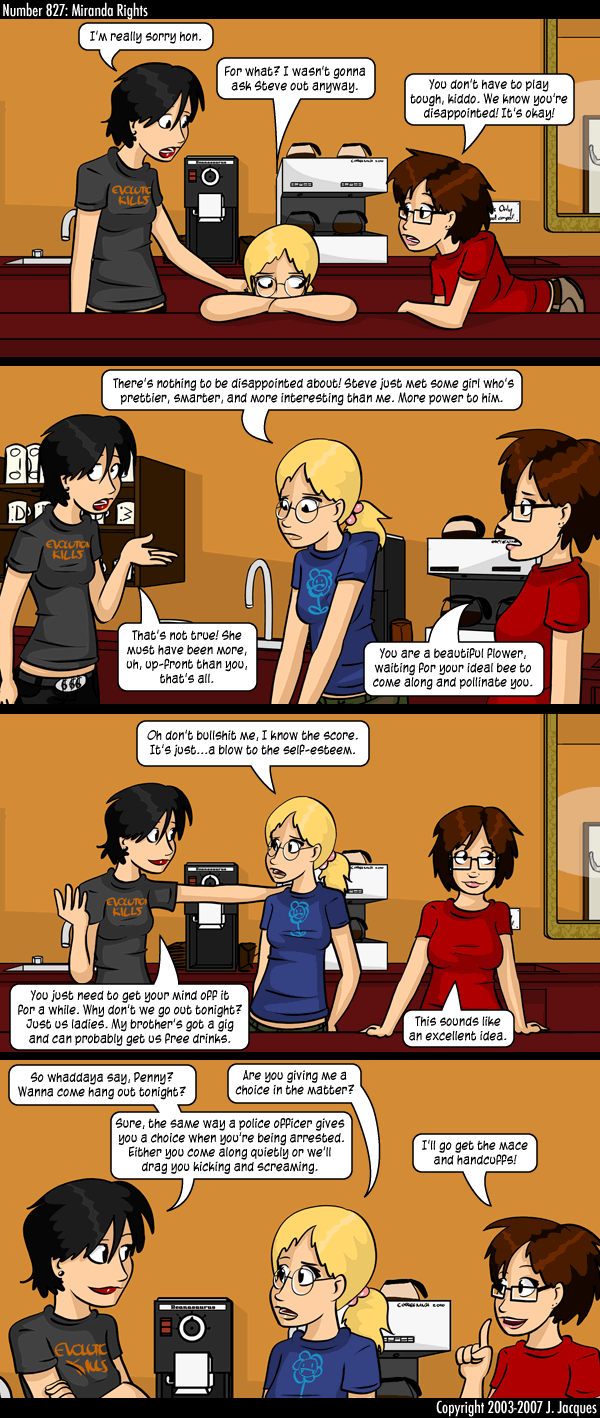 Number 827: Miranda Rights
I'm really sorry hon.
For what? I wasn't gonna
ask Steve out anyway.
You don't have to play
tough, kiddo. We know you're
disappointed! It's okay!
EVOLUTIO
KILLS
Beanasaurus
Only
There's nothing to be disappointed about! Steve just met some girl who's
prettier, smarter, and more interesting than me. More power to him.
EVOLUTION
KILLS
That's not true! She
must have been more,
uh, up-front than you,
that's all.
You are a beautiful flower,
waiting for your ideal bee to
come along and pollinate you.
666
Oh don't bullshit me, I know the score.
It's just...a blow to the self-esteem.
EVOLUTION
KILLS
Beanasaurus
You just need to get your mind off it
for a while. Why don't we go out tonight?
Just us ladies. My brother's got a gig
and can probably get us free drinks.
This sounds like
an excellent idea.
So whaddaya say, Penny?
Wanna come hang out tonight?
Are you giving me a
choice in the matter?
Sure, the same way a police officer gives
you a choice when you're being arrested.
Either you come along quietly or we'll
drag you kicking and screaming.
I'll go get the mace
and handcuffs!
Beanasaurus
EVOLUTIO
KILLS
Copyright 2003-2007 J. Jacques